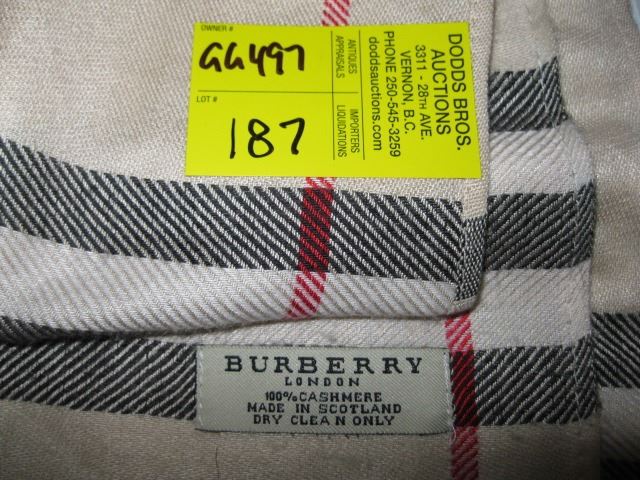 OWNER #
GG497
LOT #
187
ANTIQUES
APPRAISALS
IMPORTERS
LIQUIDATIONS
DODDS BROS.
AUCTIONS
3311 - 28TH AVE.
VERNON, B.C.
PHONE 250-545-3259
doddsauctions.com
BURBERRY
LONDON
100% CASHMERE
MADE IN SCOTLAND
DRY CLEA N ONLY